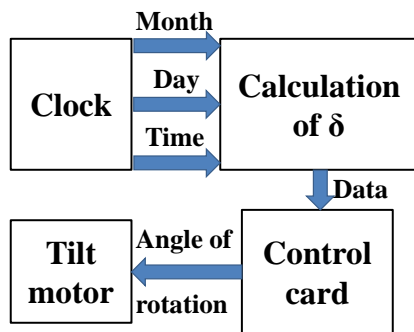 Month
Clock
Day
Time
Calculation
of δ
Data
Tilt
motor
Angle of
rotation
Control
card